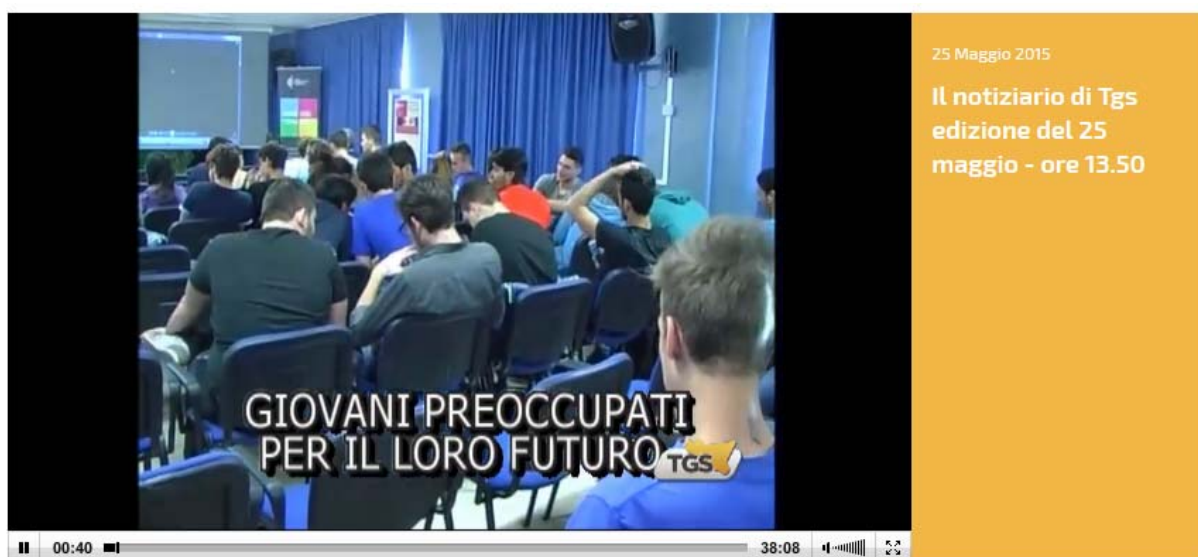 GIOVANI PREOCCUPATI
PER IL LORO FUTURO
TGS
00:40
38:08
25 Maggio 2015
Il notiziario di Tgs
edizione del 25
maggio - ore 13.50